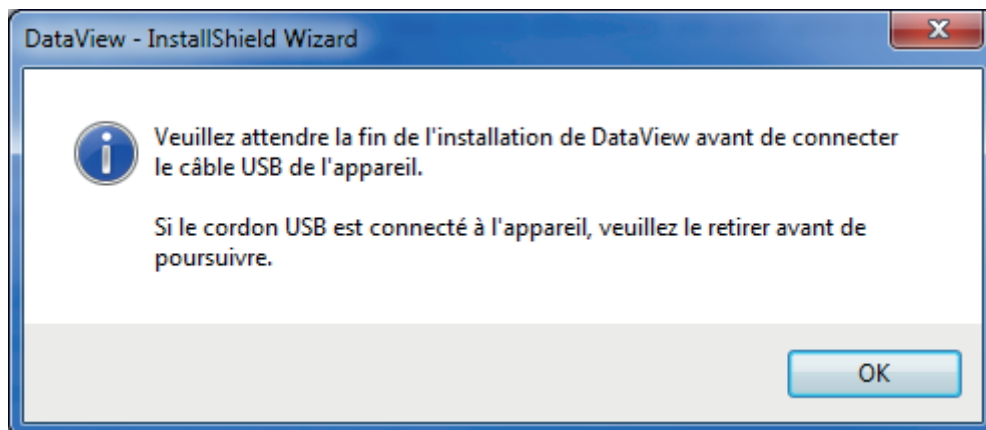 DataView - InstallShield Wizard
Veuillez attendre la fin de l'installation de DataView avant de connecter
le câble USB de l'appareil.
Si le cordon USB est connecté à l'appareil, veuillez le retirer avant de
poursuivre.
OK